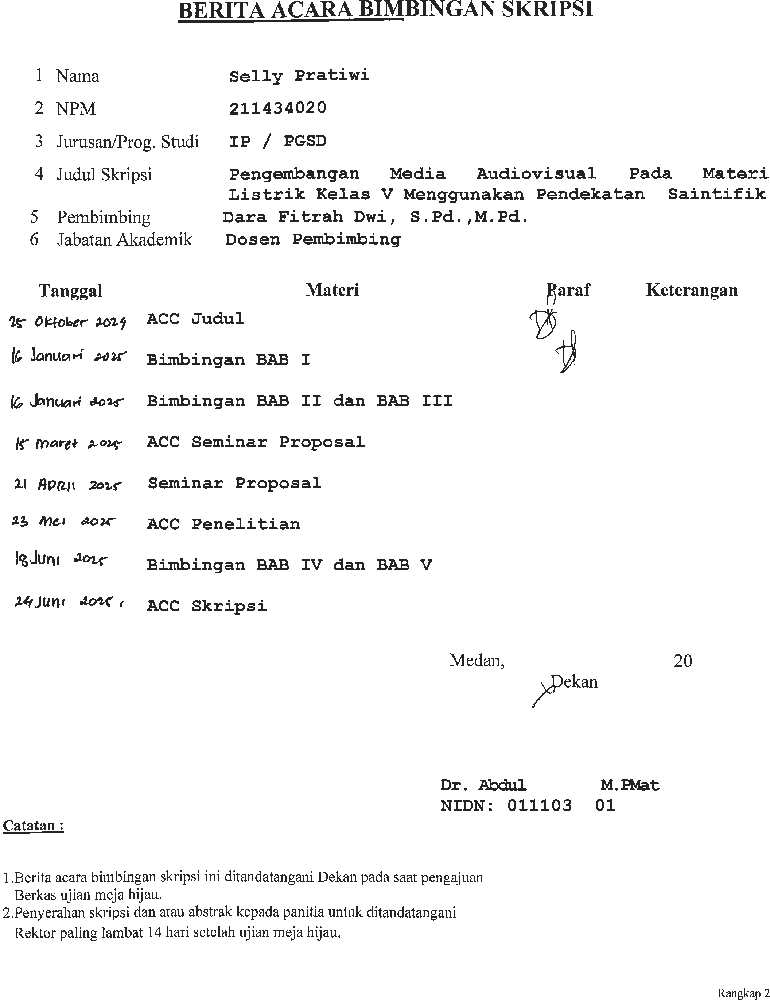 BERITA ACARA BIMBINGAN SKRIPSI
1 Nama Selly Pratiwi
2 NPM 211434020
3 Jurusan/Prog. Studi IP / PGSD
4 Judul Skripsi Pengembangan Media Audiovisual Pada Materi
Listrik Kelas V Menggunakan Pendekatan Saintifik
5 Pembimbing Dara Fitrah Dwi, S.Pd.,M.Pd.
6 Jabatan Akademik Dosen Pembimbing
Tanggal Materi Paraf Keterangan
25 Oktober 2024 ACC Judul
16 Januari 2025 Bimbingan BAB I
16 Januari 2025 Bimbingan BAB II dan BAB III
15 maret 2025 ACC Seminar Proposal
21 APRIl 2025 Seminar Proposal
23 Mei 2025 ACC Penelitian
18 Juni 2025 Bimbingan BAB IV dan BAB V
24 Juni 2025 ACC Skripsi
Medan, 20
Dekan
Dr. Abdul M.PMat
NIDN: 011103 01
Catatan :
1.Berita acara bimbingan skripsi ini ditandatangani Dekan pada saat pengajuan
Berkas ujian meja hijau.
2.Penyerahan skripsi dan atau abstrak kepada panitia untuk ditandatangani
Rektor paling lambat 14 hari setelah ujian meja hijau.
Rangkap 2